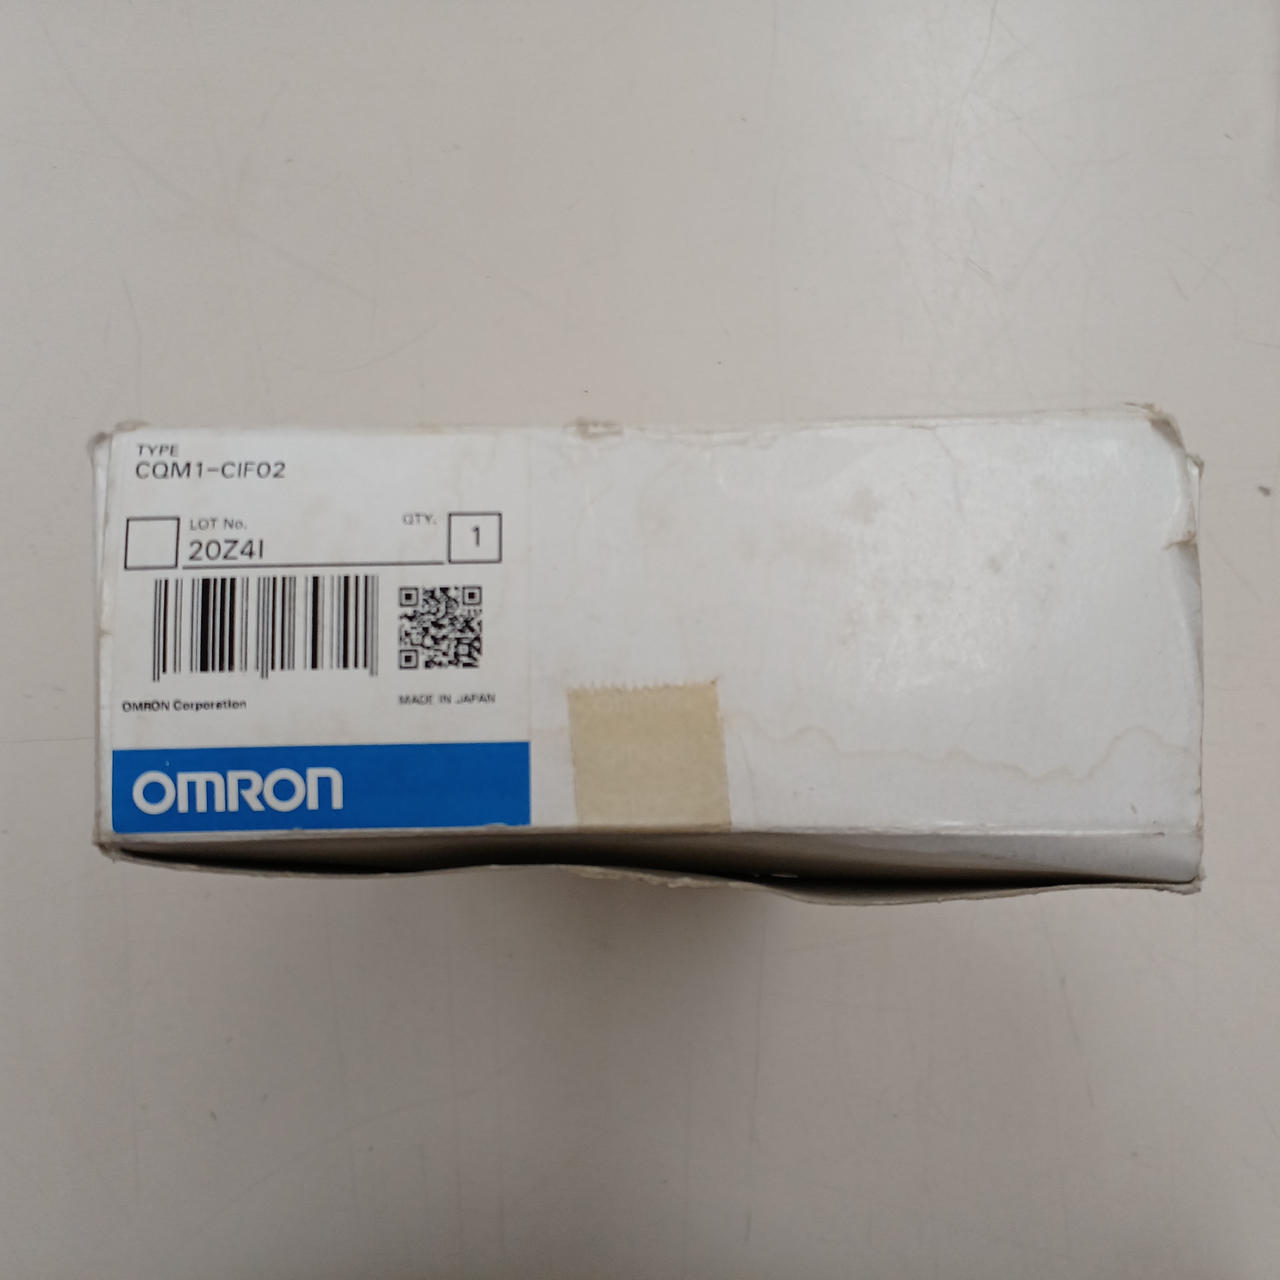 TYPE
CQM1-CIF02
LOT No.
QTY.
20Z4I
1
OMRON Corporation
MADE IN JAPAN
OMRON